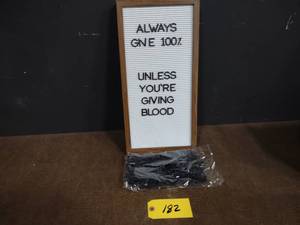 ALWAYS
GIVE 100%
UNLESS
YOU'RE
GIVING
BLOOD
182